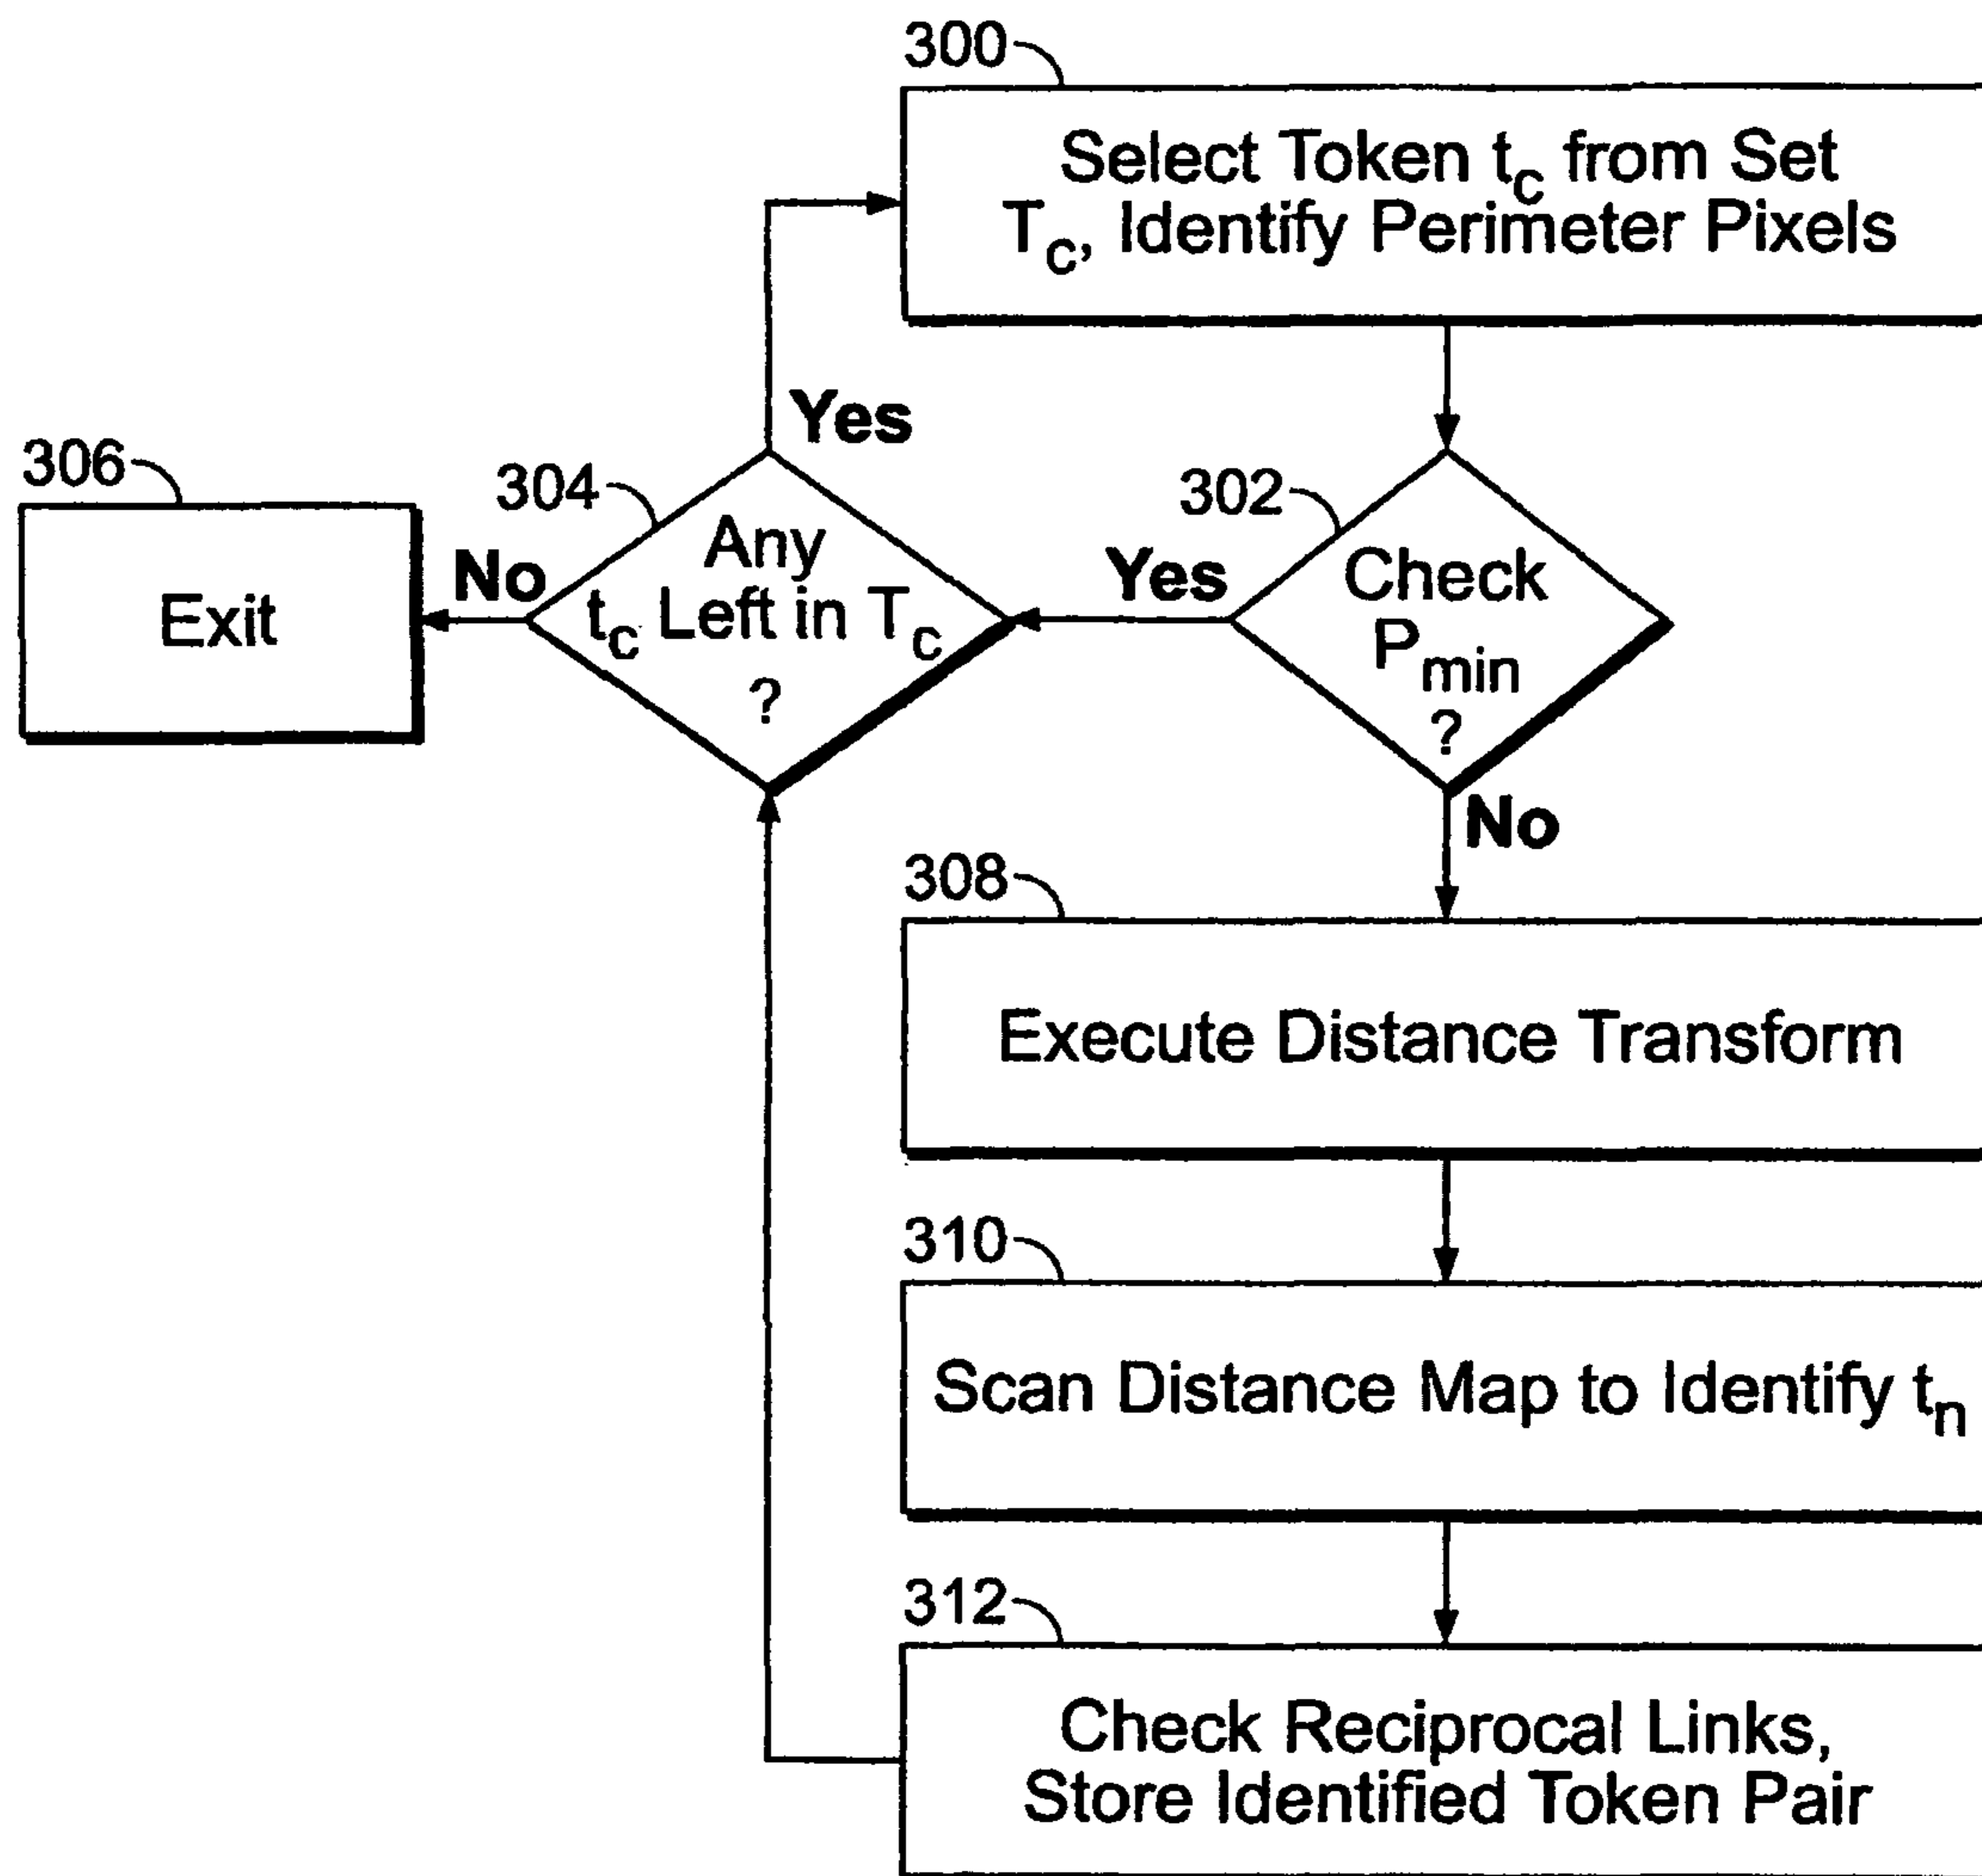 300
Select Token tc from Set
Tc, Identify Perimeter Pixels
Yes
306
304
302
Exit
No
Any
tc Left in Tc
?
Yes
Check
Pmin
?
No
308
Execute Distance Transform
310
Scan Distance Map to Identify tn
312
Check Reciprocal Links,
Store Identified Token Pair